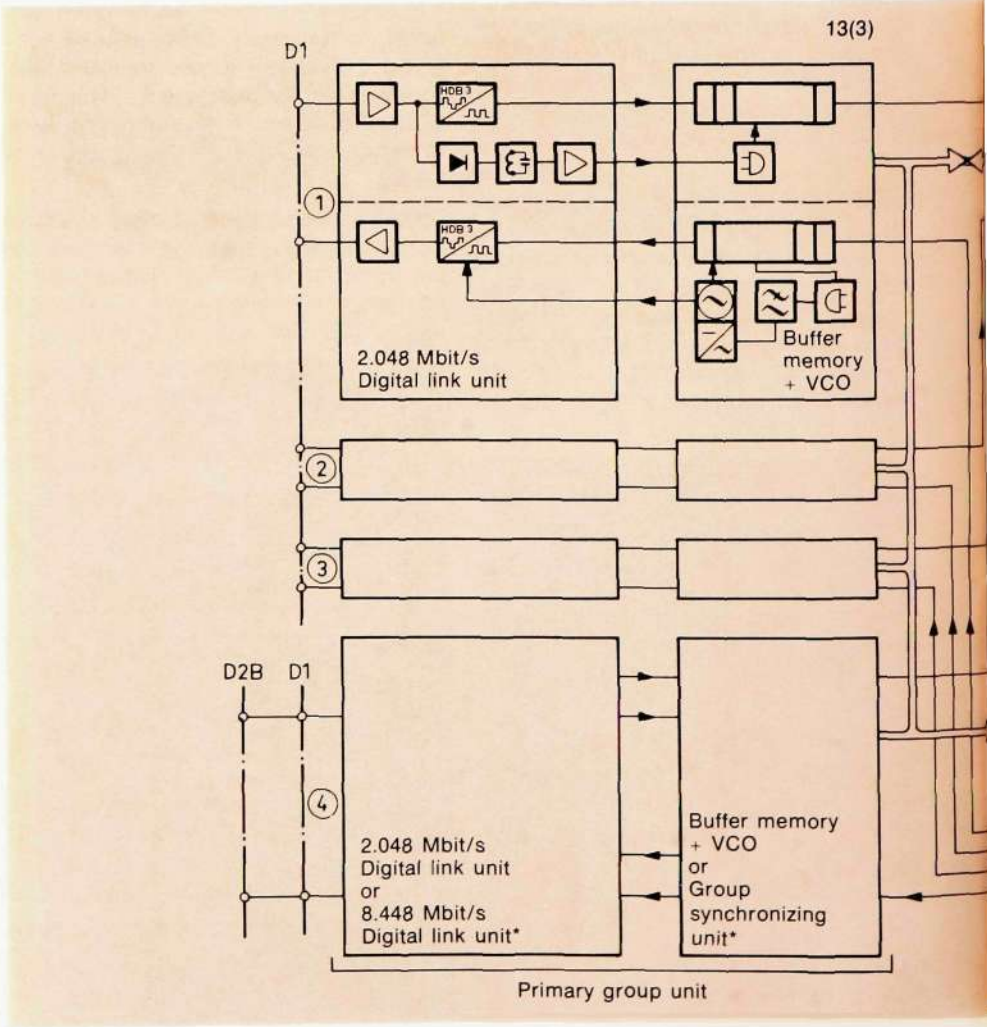 13(3)
D1
HDB 3
1
HDB 3
2.048 Mbit/s
Digital link unit
Buffer
memory
+ VCO
2
3
D2B D1
4
2.048 Mbit/s
Digital link unit
or
8.448 Mbit/s
Digital link unit*
Buffer memory
+ VCO
or
Group
synchronizing
unit*
Primary group unit